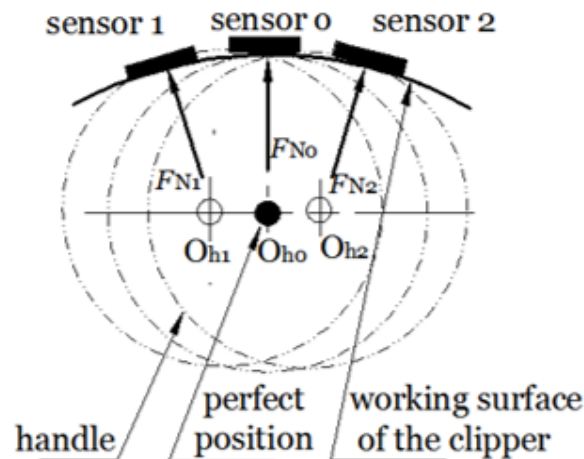 sensor 1 sensor 0 sensor 2
FN1 FN0 FN2
Oh1 Oh0 Oh2
handle
perfect
position
working surface
of the clipper